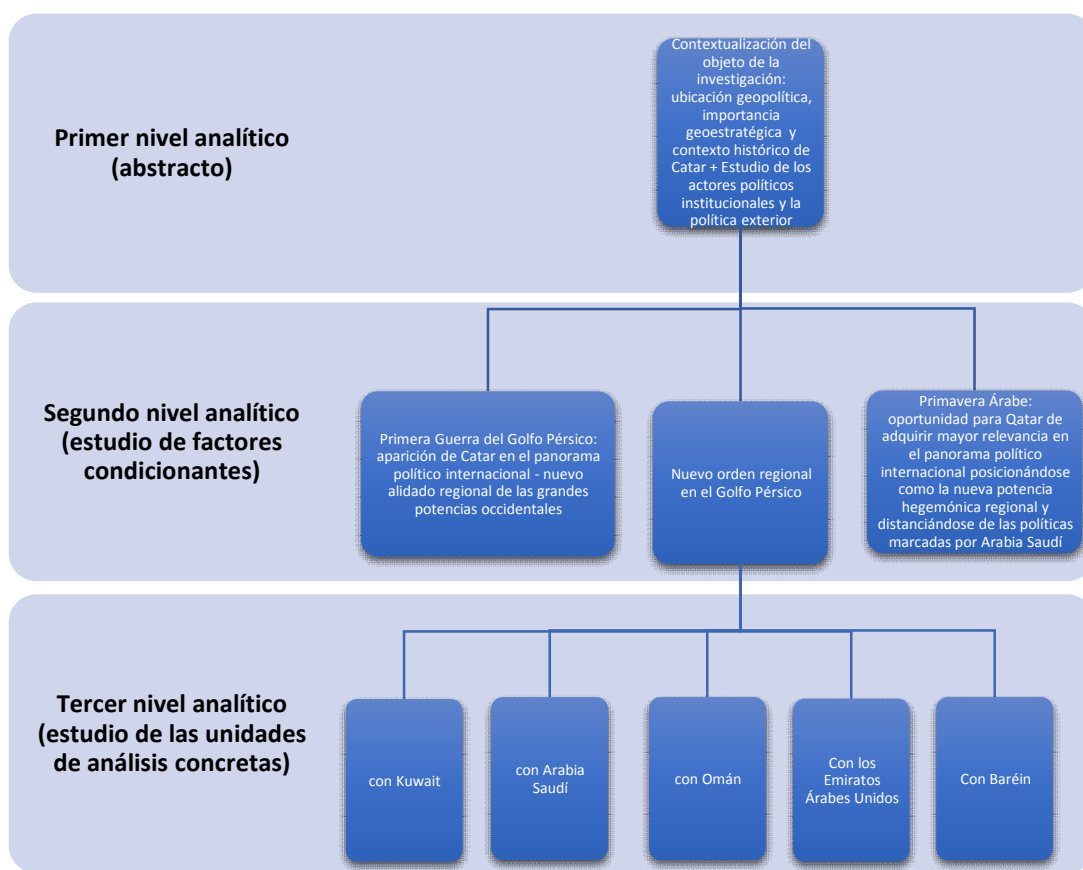 Contextualización del
objeto de la
investigación:
ubicación geopolítica,
importancia
geoestratégica y
contexto histórico de
Catar + Estudio de los
actores políticos
institucionales y la
política exterior
Primer nivel analítico
(abstracto)
Segundo nivel analítico
(estudio de factores
condicionantes)
Primera Guerra del Golfo Pérsico:
aparición de Catar en el panorama
político internacional - nuevo
alidado regional de las grandes
potencias occidentales
Nuevo orden regional
en el Golfo Pérsico
Primavera Árabe:
oportunidad para Qatar de
adquirir mayor relevancia en
el panorama político
internacional posicionándose
como la nueva potencia
hegemónica regional y
distanciándose de las políticas
marcadas por Arabia Saudí
Tercer nivel analítico
(estudio de las unidades
de análisis concretas)
con Kuwait
con Arabia
Saudí
con Omán
Con los
Emiratos
Árabes Unidos
Con Baréin